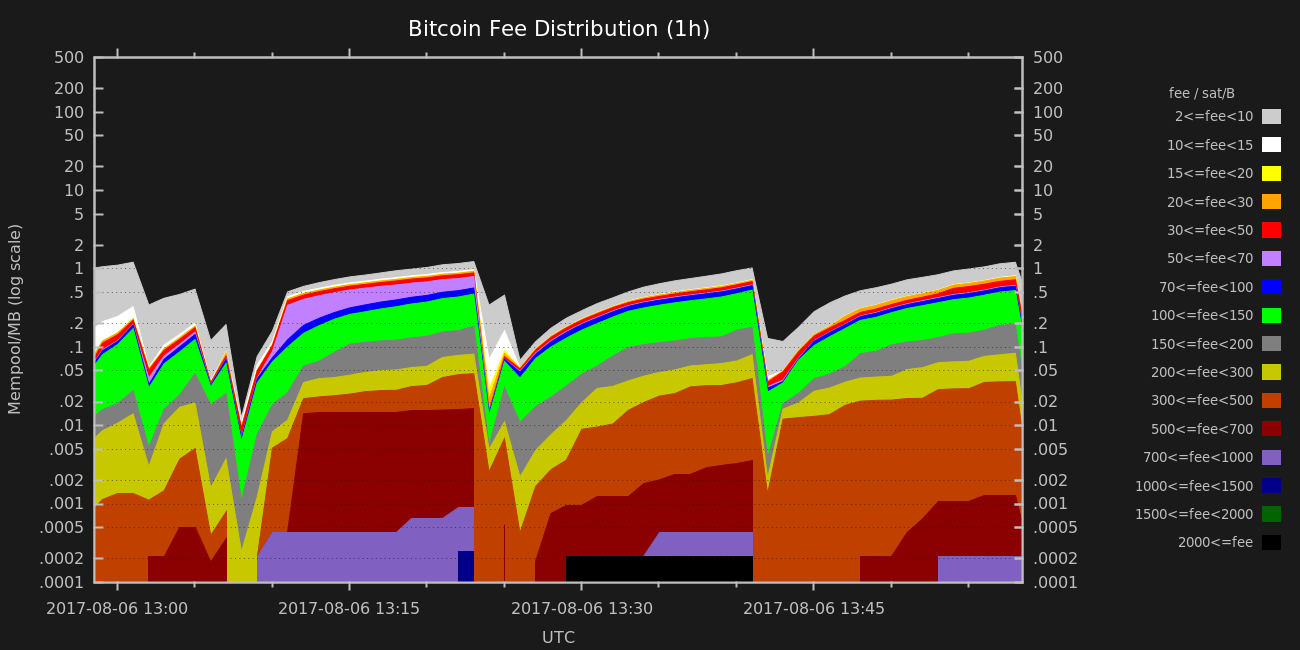 Bitcoin Fee Distribution (1h)
500 500
200 200
100 100
50 50
20 20
10 10
5 5
2 2
1 1
.5 .5
.2 .2
.1 .1
.05 .05
.02 .02
.01 .01
.005 .005
.002 .002
.001 .001
.0005 .0005
.0002 .0002
.0001 .0001
Mempool/MB (log scale)
2017-08-06 13:00 2017-08-06 13:15 2017-08-06 13:30 2017-08-06 13:45
UTC
fee / sat/B
2<=fee<10
10<=fee<15
15<=fee<20
20<=fee<30
30<=fee<50
50<=fee<70
70<=fee<100
100<=fee<150
150<=fee<200
200<=fee<300
300<=fee<500
500<=fee<700
700<=fee<1000
1000<=fee<1500
1500<=fee<2000
2000<=fee